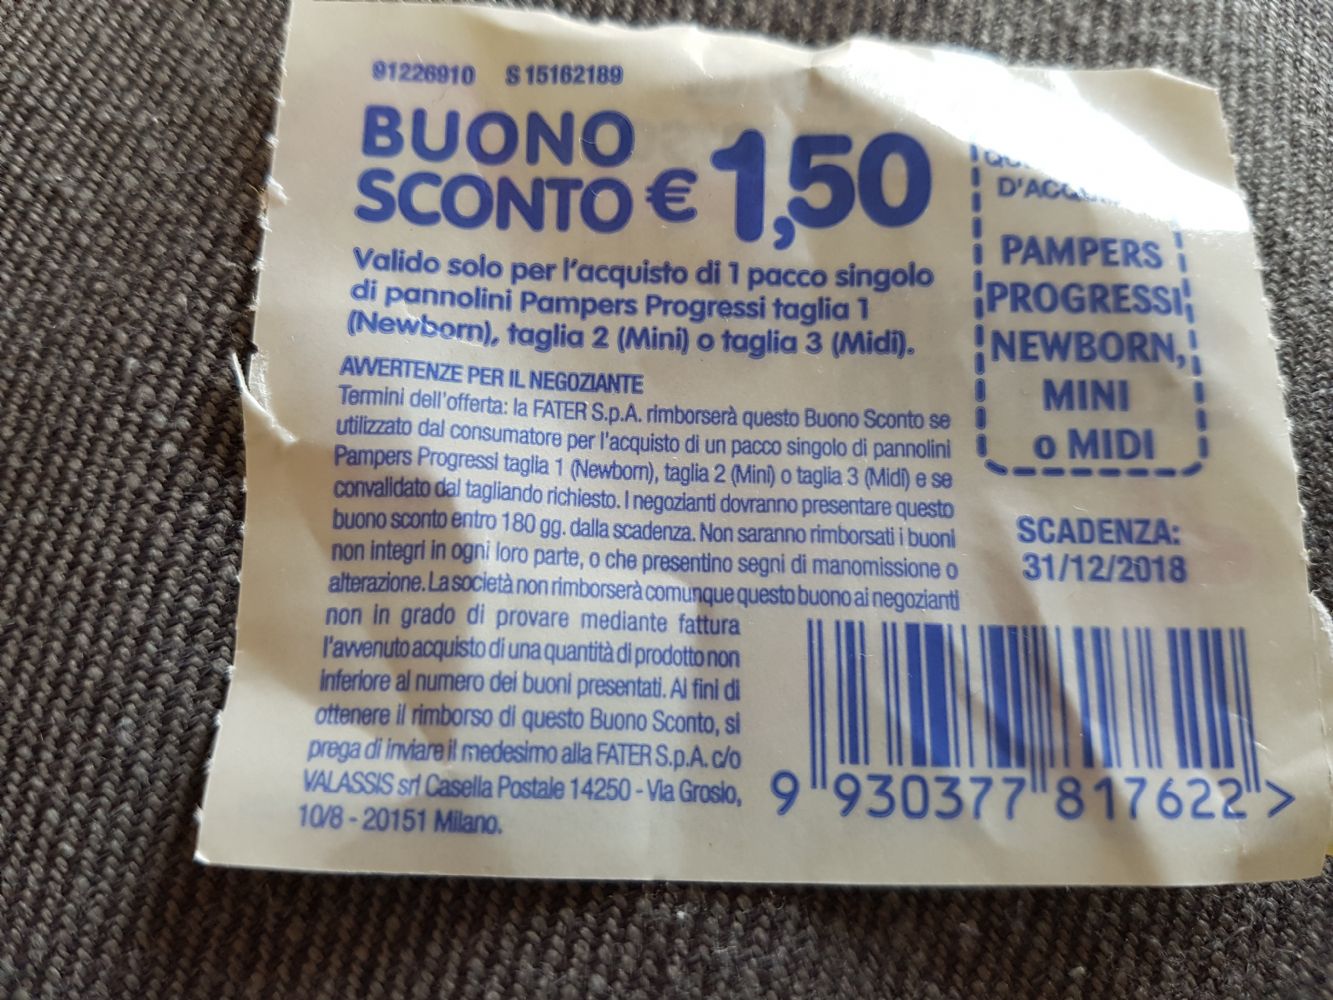 91226910 S 15162189
BUONO
SCONTO € 1,50
Valido solo per l'acquisto di 1 pacco singolo
di pannolini Pampers Progressi taglia 1
(Newborn), taglia 2 (Mini) o taglia 3 (Midi).
AVVERTENZE PER IL NEGOZIANTE
Termini dell'offerta: la FATER S.p.A. rimborserà questo Buono Sconto se
utilizzato dal consumatore per l'acquisto di un pacco singolo di pannolini
Pampers Progressi taglia 1 (Newborn), taglia 2 (Mini) o taglia 3 (Midi) e se
convalidato dal tagliando richiesto. I negozianti dovranno presentare questo
buono sconto entro 180 gg. dalla scadenza. Non saranno rimborsati i buoni
non integri in ogni loro parte, o che presentino segni di manomissione o
alterazione. La società non rimborserà comunque questo buono ai negozianti
non in grado di provare mediante fattura
l'avvenuto acquisto di una quantità di prodotto non
inferiore al numero dei buoni presentati. Ai fini di
ottenere il rimborso di questo Buono Sconto, si
prega di inviare il medesimo alla FATER S.p.A. c/o
VALASSIS srl Casella Postale 14250 - Via Grosio,
10/8 - 20151 Milano.
PAMPERS
PROGRESSI
NEWBORN,
MINI
o MIDI
SCADENZA:
31/12/2018
9 930377 817622 >